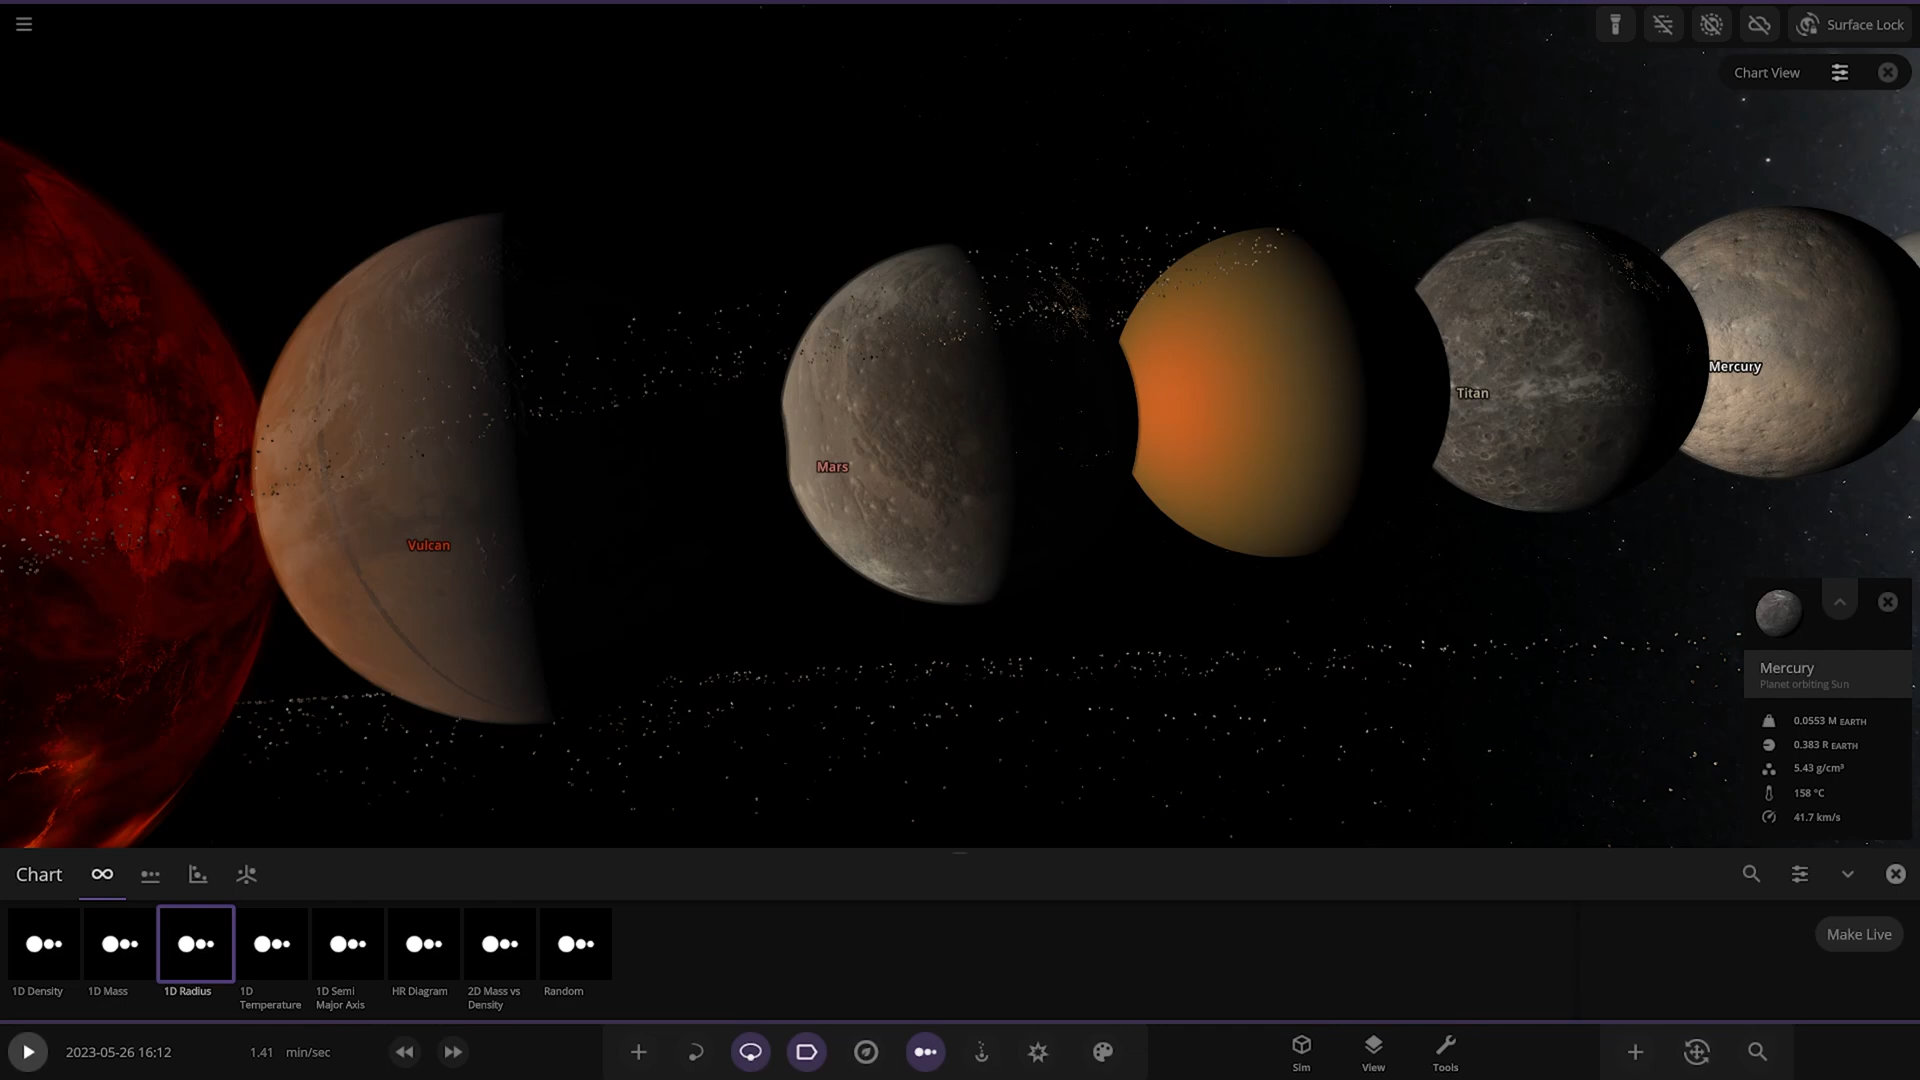 Surface Lock
Chart View
Mercury
Titan
Mars
Vulcan
Mercury
Planet orbiting Sun
0.0553 M EARTH
0.383 R EARTH
5.43 g/cm³
158 °C
41.7 km/s
Chart
Make Live
1D Density
1D Mass
1D Radius
1D
Temperature
1D Semi
Major Axis
HR Diagram
2D Mass vs
Density
Random
2023-05-26 16:12
1.41 min/sec
Sim
View
Tools